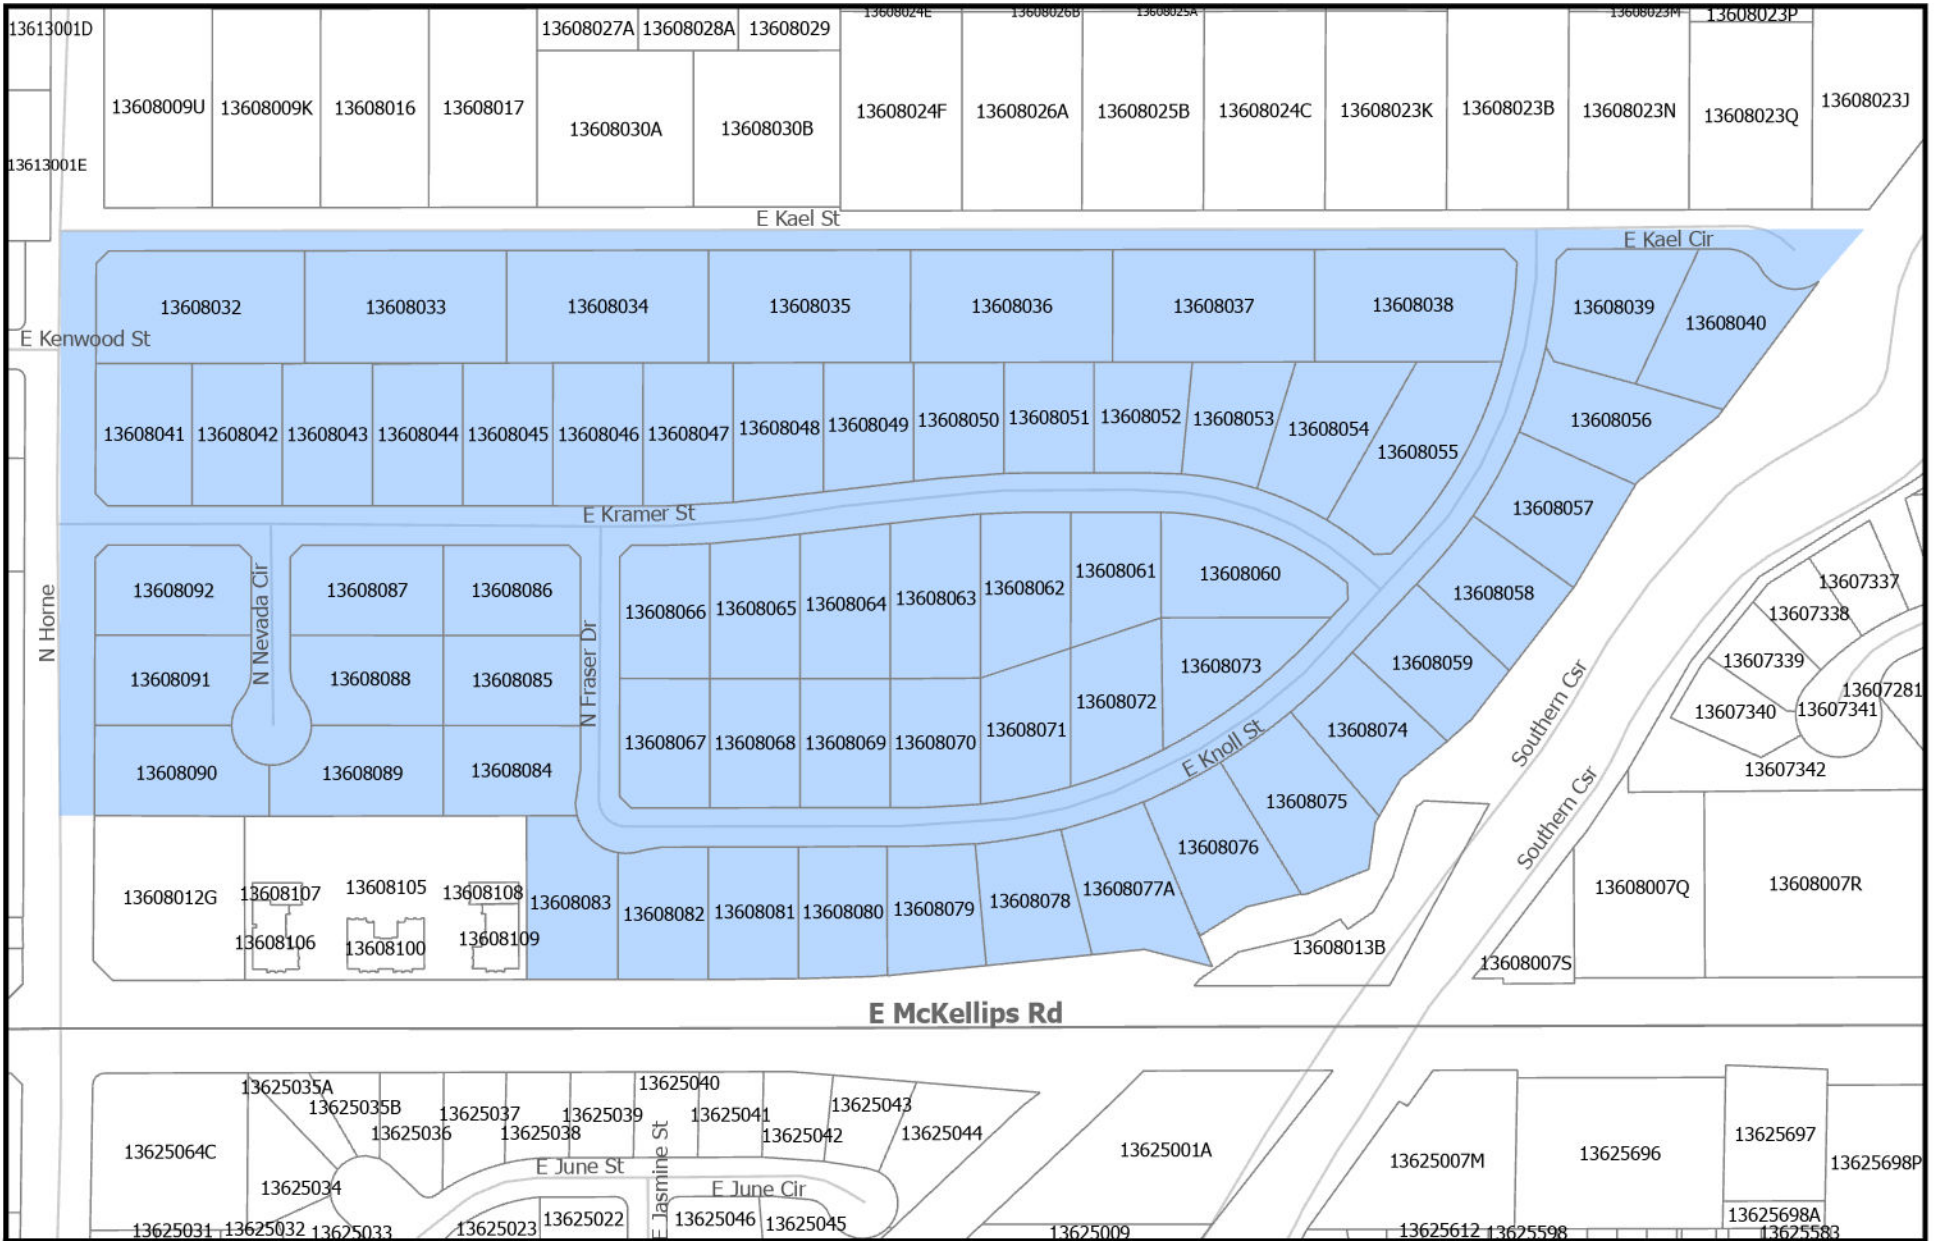 13613001D
13608027A
13608028A
13608029
13608024E
13608026B
13608025A
13608023M
13608023P
13608009U
13608009K
13608016
13608017
13608030A
13608030B
13608024F
13608026A
13608025B
13608024C
13608023K
13608023B
13608023N
13608023Q
13608023J
13613001E
E Kael St
E Kael Cir
13608032
13608033
13608034
13608035
13608036
13608037
13608038
13608039
13608040
E Kenwood St
13608041
13608042
13608043
13608044
13608045
13608046
13608047
13608048
13608049
13608050
13608051
13608052
13608053
13608054
13608055
13608056
13608057
E Kramer St
N Horne
13608092
N Nevada Cir
13608087
13608086
N Fraser Dr
13608066
13608065
13608064
13608063
13608062
13608061
13608060
13608058
13608059
13607337
13607338
13607339
13607340
13607341
13607281
13607342
13608091
13608088
13608085
13608073
13608072
13608071
13608067
13608068
13608069
13608070
13608090
13608089
13608084
E Knoll St
13608074
13608075
13608076
Southern Csr
Southern Csr
13608012G
13608107
13608105
13608108
13608106
13608100
13608109
13608083
13608082
13608081
13608080
13608079
13608078
13608077A
13608013B
13608007Q
13608007R
13608007S
E McKellips Rd
13625035A
13625035B
13625036
13625037
13625038
13625039
13625040
13625041
13625042
13625043
13625044
13625064C
13625034
E June St
E Jasmine St
E June Cir
13625001A
13625007M
13625696
13625697
13625698P
13625031
13625032
13625033
13625023
13625022
13625046
13625045
13625009
13625612
13625598
13625698A
13625583